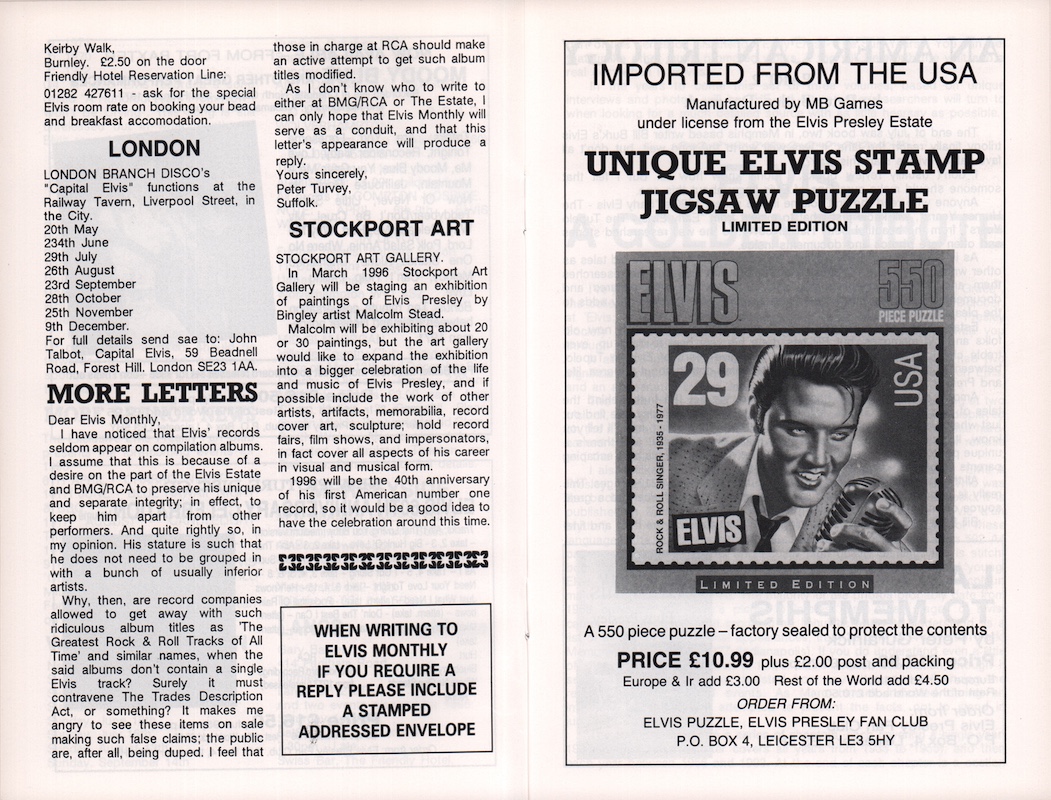 Keirby Walk,
Burnley. £2.50 on the door
Friendly Hotel Reservation Line:
01282 427611 - ask for the special
Elvis room rate on booking your bead
and breakfast accomodation.
LONDON
LONDON BRANCH DISCO's
"Capital Elvis" functions at the
Railway Tavern, Liverpool Street, in
the City.
20th May
234th June
29th July
26th August
23rd September
28th October
25th November
9th December.
For full details send sae to: John
Talbot, Capital Elvis, 59 Beadnell
Road, Forest Hill. London SE23 1AA.
MORE LETTERS
Dear Elvis Monthly,
I have noticed that Elvis' records
seldom appear on compilation albums.
I assume that this is because of a
desire on the part of the Elvis Estate
and BMG/RCA to preserve his unique
and separate integrity; in effect, to
keep him apart from other
performers. And quite rightly so, in
my opinion. His stature is such that
he does not need to be grouped in
with a bunch of usually inferior
artists.
Why, then, are record companies
allowed to get away with such
ridiculous album titles as 'The
Greatest Rock & Roll Tracks of All
Time' and similar names, when the
said albums don't contain a single
Elvis track? Surely it must
contravene The Trades Description
Act, or something? It makes me
angry to see these items on sale
making such false claims; the public
are, after all, being duped. I feel that
those in charge at RCA should make
an active attempt to get such album
titles modified.
As I don't know who to write to
either at BMG/RCA or The Estate, I
can only hope that Elvis Monthly will
serve as a conduit, and that this
letter's appearance will produce a
reply.
Yours sincerely,
Peter Turvey,
Suffolk.
STOCKPORT ART
STOCKPORT ART GALLERY.
In March 1996 Stockport Art
Gallery will be staging an exhibition
of paintings of Elvis Presley by
Bingley artist Malcolm Stead.
Malcolm will be exhibiting about 20
or 30 paintings, but the art gallery
would like to expand the exhibition
into a bigger celebration of the life
and music of Elvis Presley, and if
possible include the work of other
artists, artifacts, memorabilia, record
cover art, sculpture; hold record
fairs, film shows, and impersonators,
in fact cover all aspects of his career
in visual and musical form.
1996 will be the 40th anniversary
of his first American number one
record, so it would be a good idea to
have the celebration around this time.
WHEN WRITING TO
ELVIS MONTHLY
IF YOU REQUIRE A
REPLY PLEASE INCLUDE
A STAMPED
ADDRESSED ENVELOPE
IMPORTED FROM THE USA
Manufactured by MB Games
under license from the Elvis Presley Estate
UNIQUE ELVIS STAMP
JIGSAW PUZZLE
LIMITED EDITION
ELVIS
550
PIECE PUZZLE
29
USA
ROCK & ROLL SINGER, 1935 - 1977
ELVIS
LIMITED EDITION
A 550 piece puzzle – factory sealed to protect the contents
PRICE £10.99 plus £2.00 post and packing
Europe & Ir add £3.00 Rest of the World add £4.50
ORDER FROM:
ELVIS PUZZLE, ELVIS PRESLEY FAN CLUB
P.O. BOX 4, LEICESTER LE3 5HY